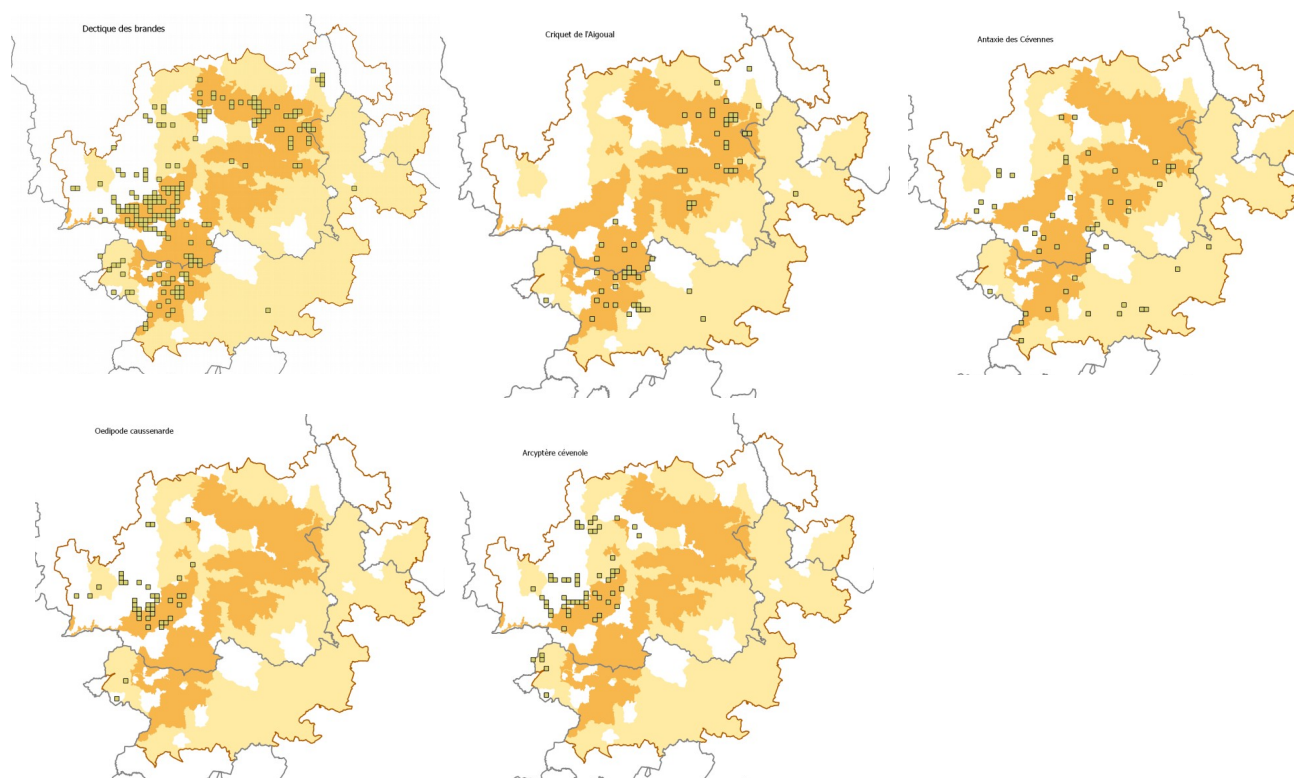 Dectique des brandes
Criquet de l'Aigoual
Antaxie des Cévennes
Oedipode caussenarde
Arcyptère cévenole